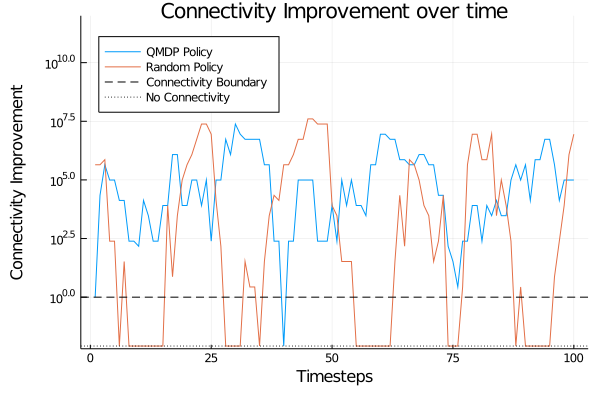 Connectivity Improvement over time
QMDP Policy
Random Policy
Connectivity Boundary
No Connectivity
Connectivity Improvement
10^10.0
10^7.5
10^5.0
10^2.5
10^0.0
0 25 50 75 100
Timesteps